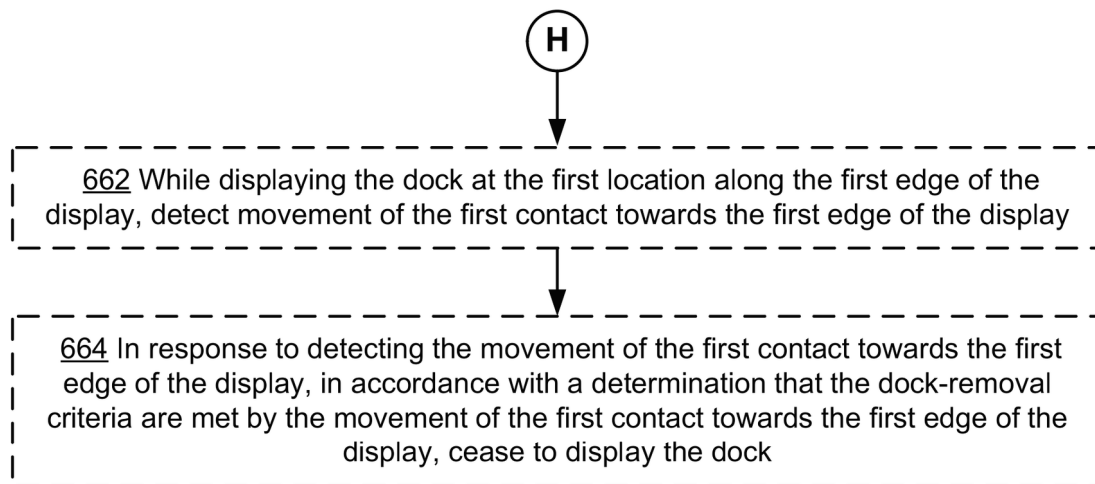 H
662 While displaying the dock at the first location along the first edge of the
display, detect movement of the first contact towards the first edge of the display
664 In response to detecting the movement of the first contact towards the first
edge of the display, in accordance with a determination that the dock-removal
criteria are met by the movement of the first contact towards the first edge of the
display, cease to display the dock